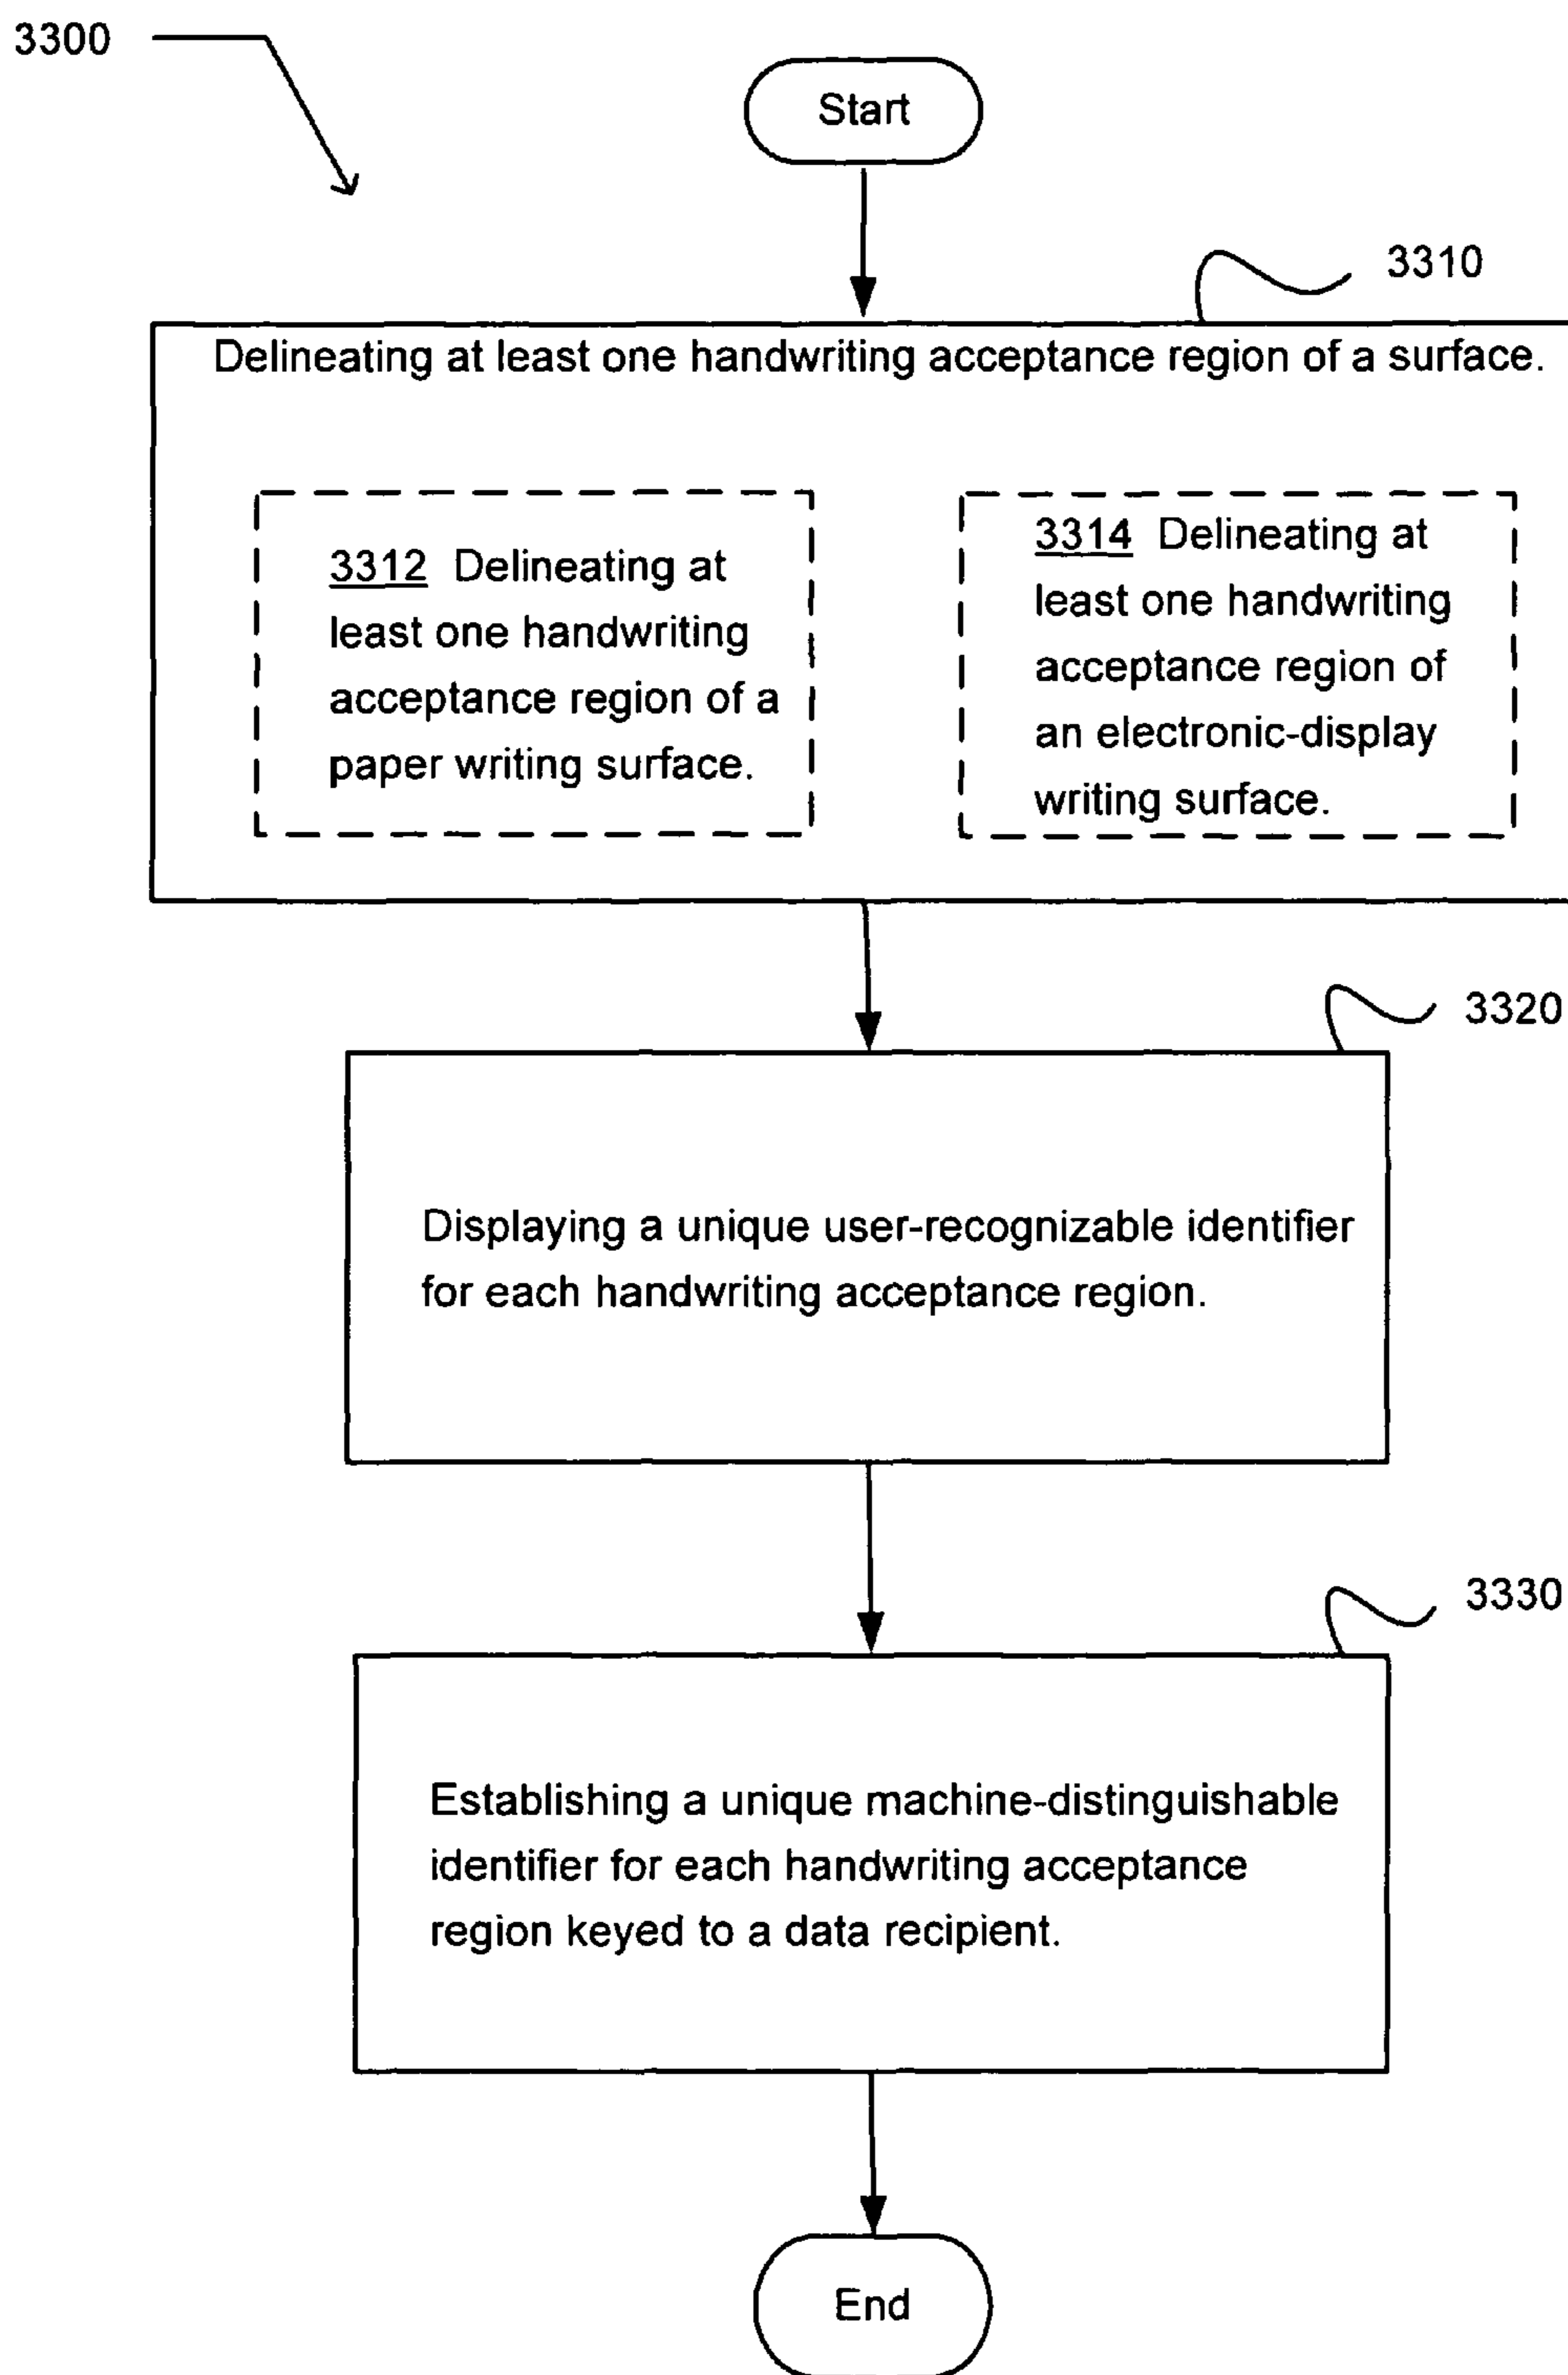 3300
Start
3310
Delineating at least one handwriting acceptance region of a surface.
3312 Delineating at
least one handwriting
acceptance region of a
paper writing surface.
3314 Delineating at
least one handwriting
acceptance region of
an electronic-display
writing surface.
3320
Displaying a unique user-recognizable identifier
for each handwriting acceptance region.
3330
Establishing a unique machine-distinguishable
identifier for each handwriting acceptance
region keyed to a data recipient.
End